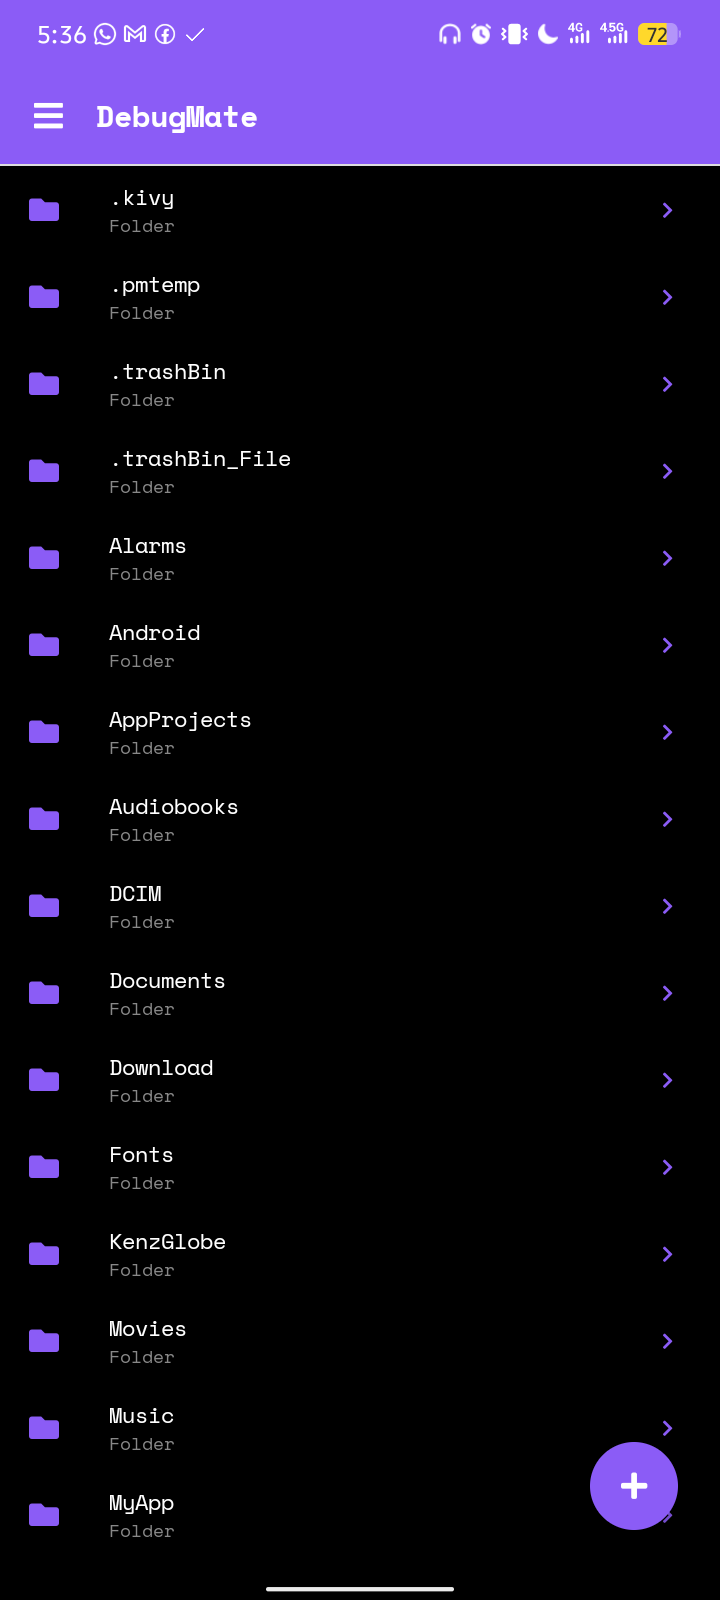 5:36
4G 4.5G 72
DebugMate
.kivy
Folder
.pmtemp
Folder
.trashBin
Folder
.trashBin_File
Folder
Alarms
Folder
Android
Folder
AppProjects
Folder
Audiobooks
Folder
DCIM
Folder
Documents
Folder
Download
Folder
Fonts
Folder
KenzGlobe
Folder
Movies
Folder
Music
Folder
MyApp
Folder